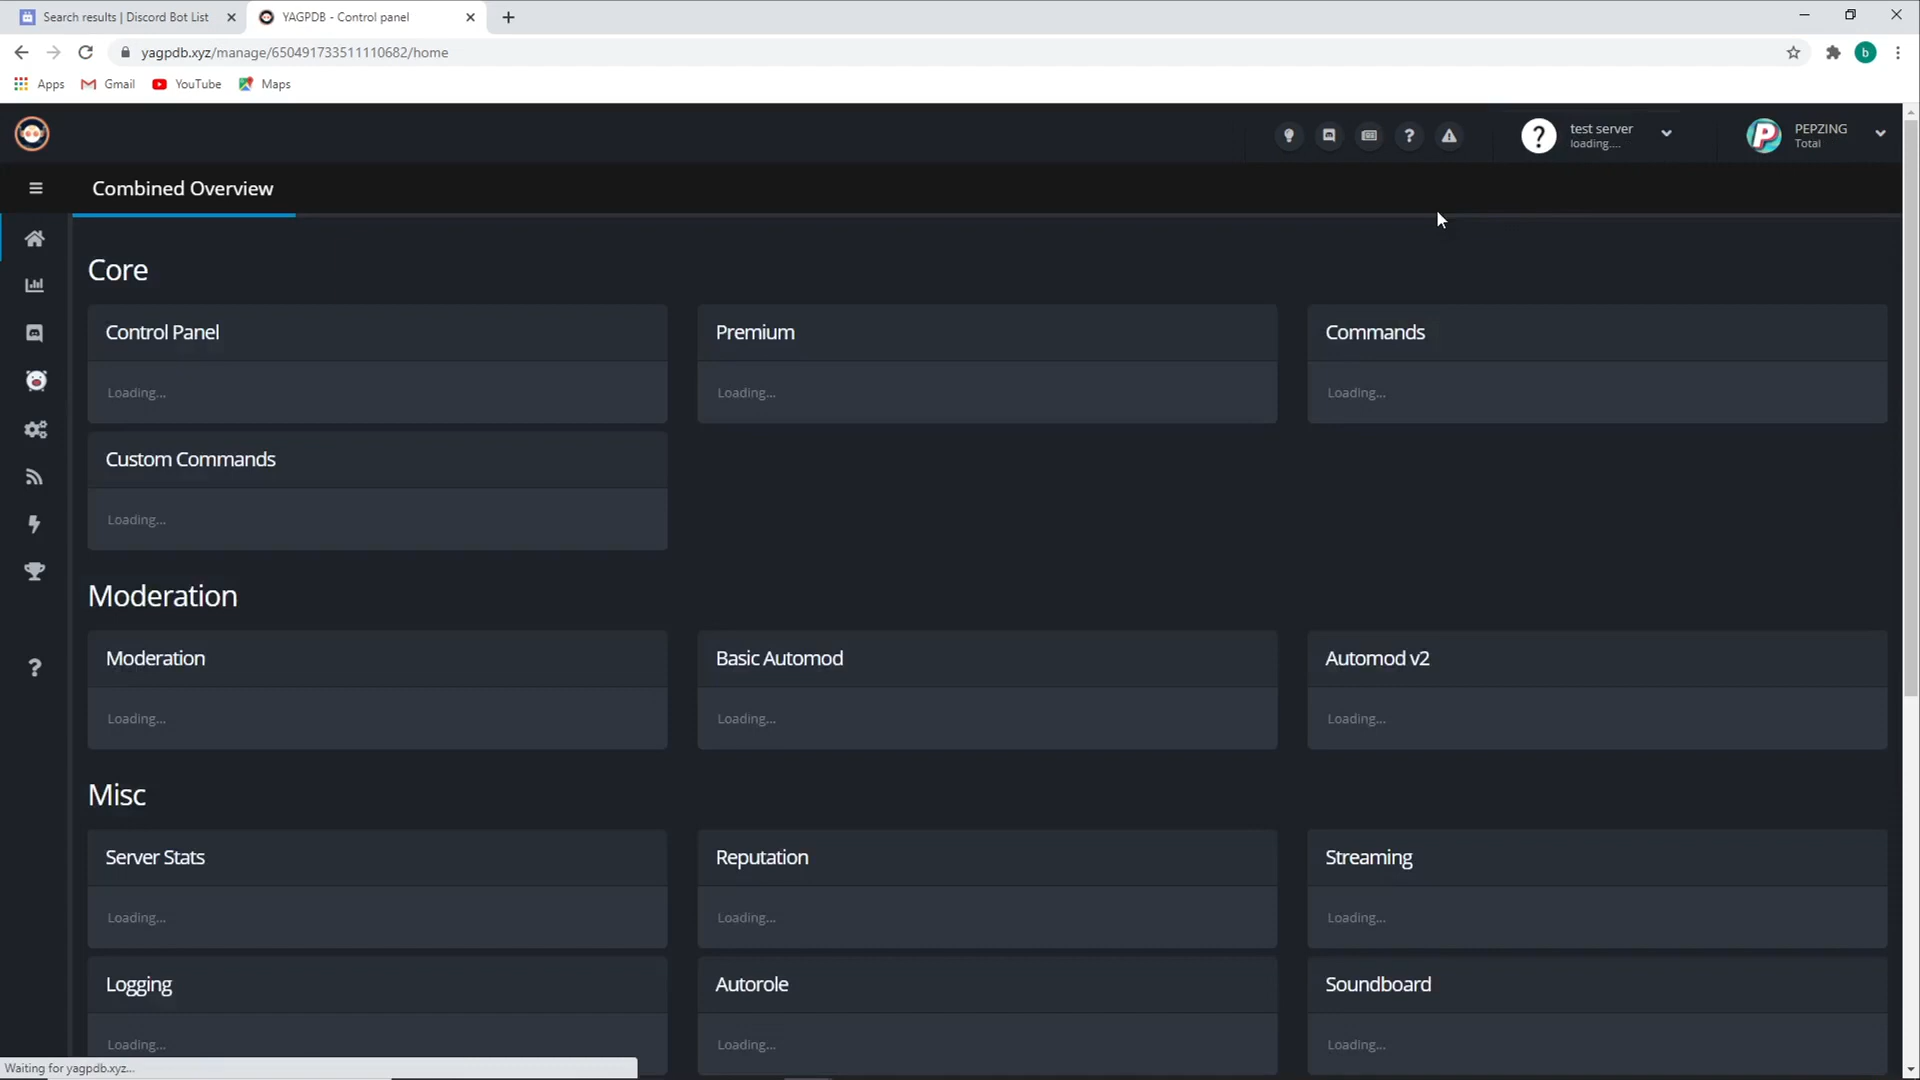 Search results | Discord Bot List
YAGPDB - Control panel
yagpdb.xyz/manage/650491733511110682/home
b
Apps
Gmail
YouTube
Maps
?
?
test server
loading....
P
PEPZING
Total
Combined Overview
Core
Control Panel
Premium
Commands
Loading...
Loading...
Loading...
Custom Commands
Loading...
Moderation
Moderation
Basic Automod
Automod v2
Loading...
Loading...
Loading...
?
Misc
Server Stats
Reputation
Streaming
Loading...
Loading...
Loading...
Logging
Autorole
Soundboard
Loading...
Loading...
Loading...
Waiting for yagpdb.xyz...